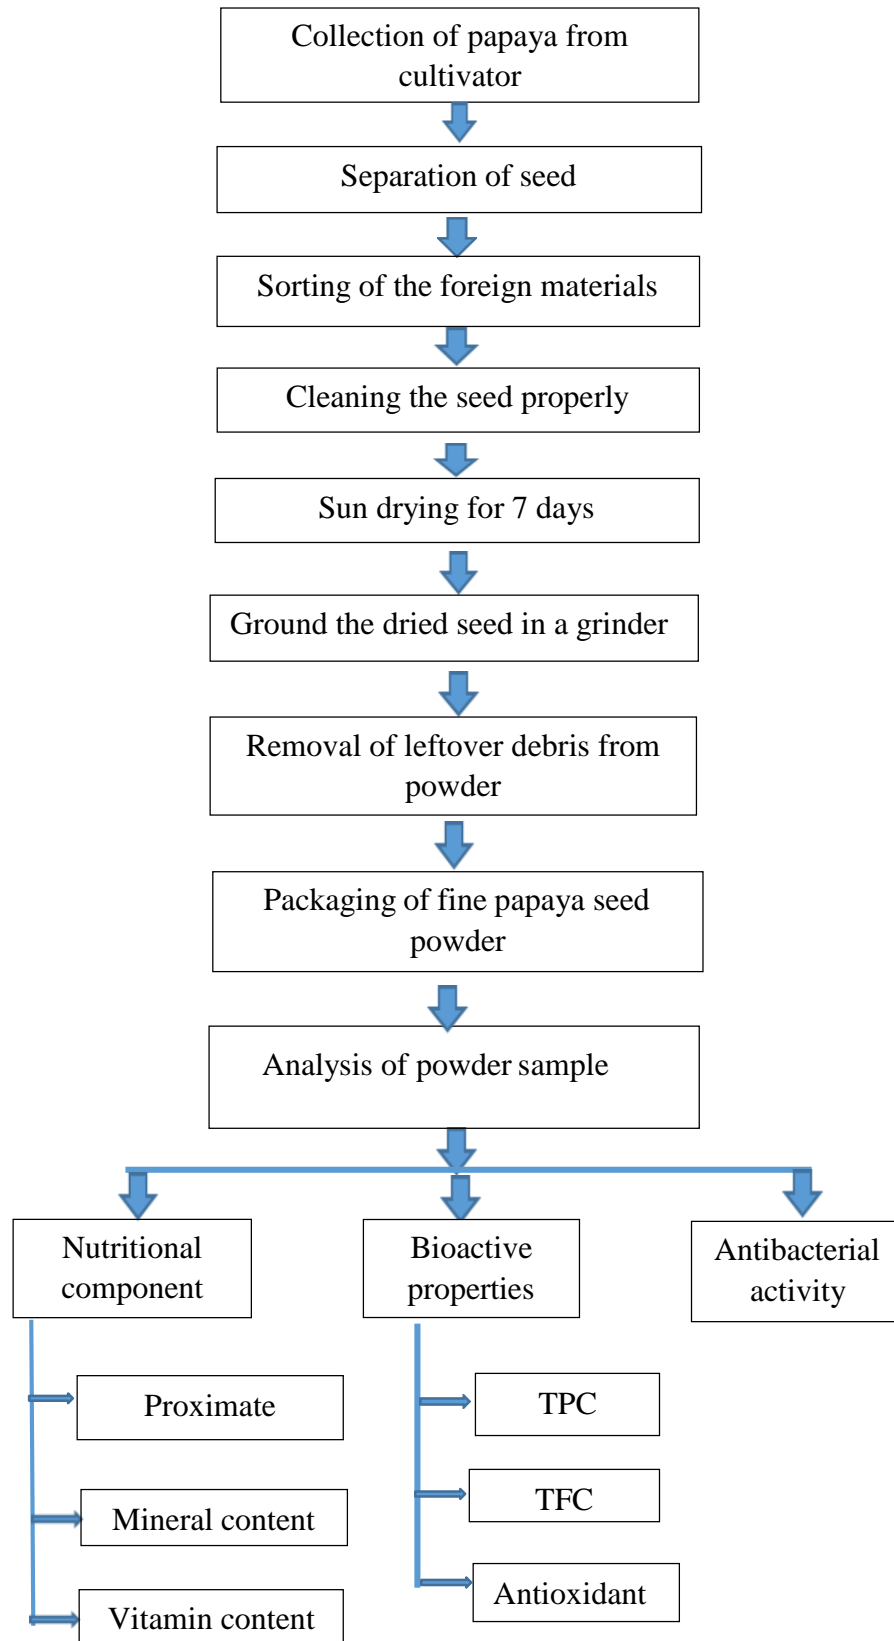 Collection of papaya from
cultivator
Separation of seed
Sorting of the foreign materials
Cleaning the seed properly
Sun drying for 7 days
Ground the dried seed in a grinder
Removal of leftover debris from
powder
Packaging of fine papaya seed
powder
Analysis of powder sample
Nutritional
component
Bioactive
properties
Antibacterial
activity
Proximate
Mineral content
Vitamin content
TPC
TFC
Antioxidant